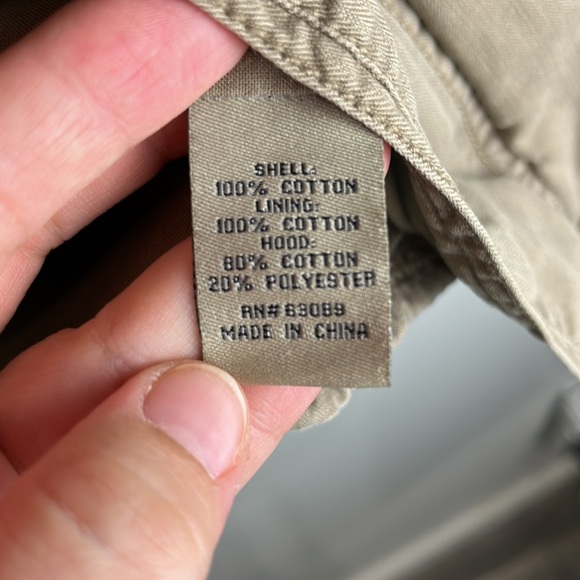 SHELL:
100% COTTON
LINING:
100% COTTON
HOOD:
80% COTTON
20% POLYESTER
RN# 63089
MADE IN CHINA